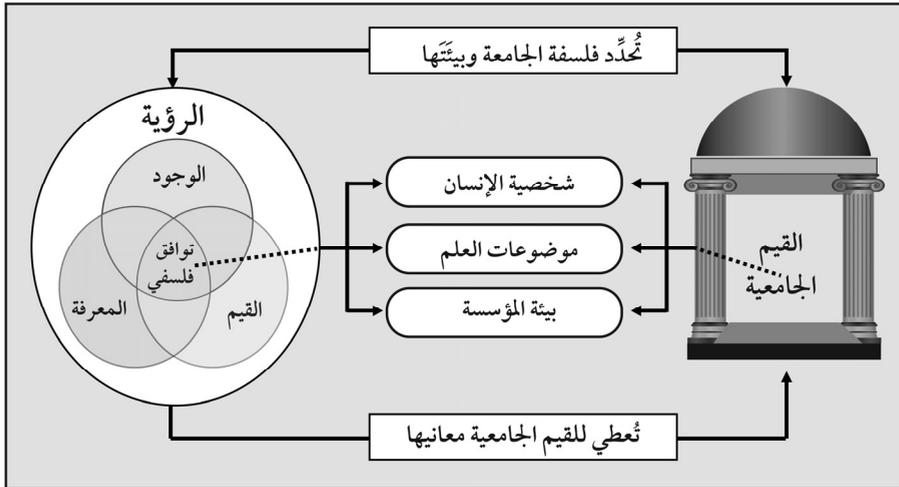 تُحدِّد فلسفة الجامعة وبيئَتَها
الرؤية
الوجود
توافق
فلسفي
المعرفة
القيم
شخصية الإنسان
موضوعات العلم
بيئة المؤسسة
القيم
الجامعية
تُعطي للقيم الجامعية معانيها